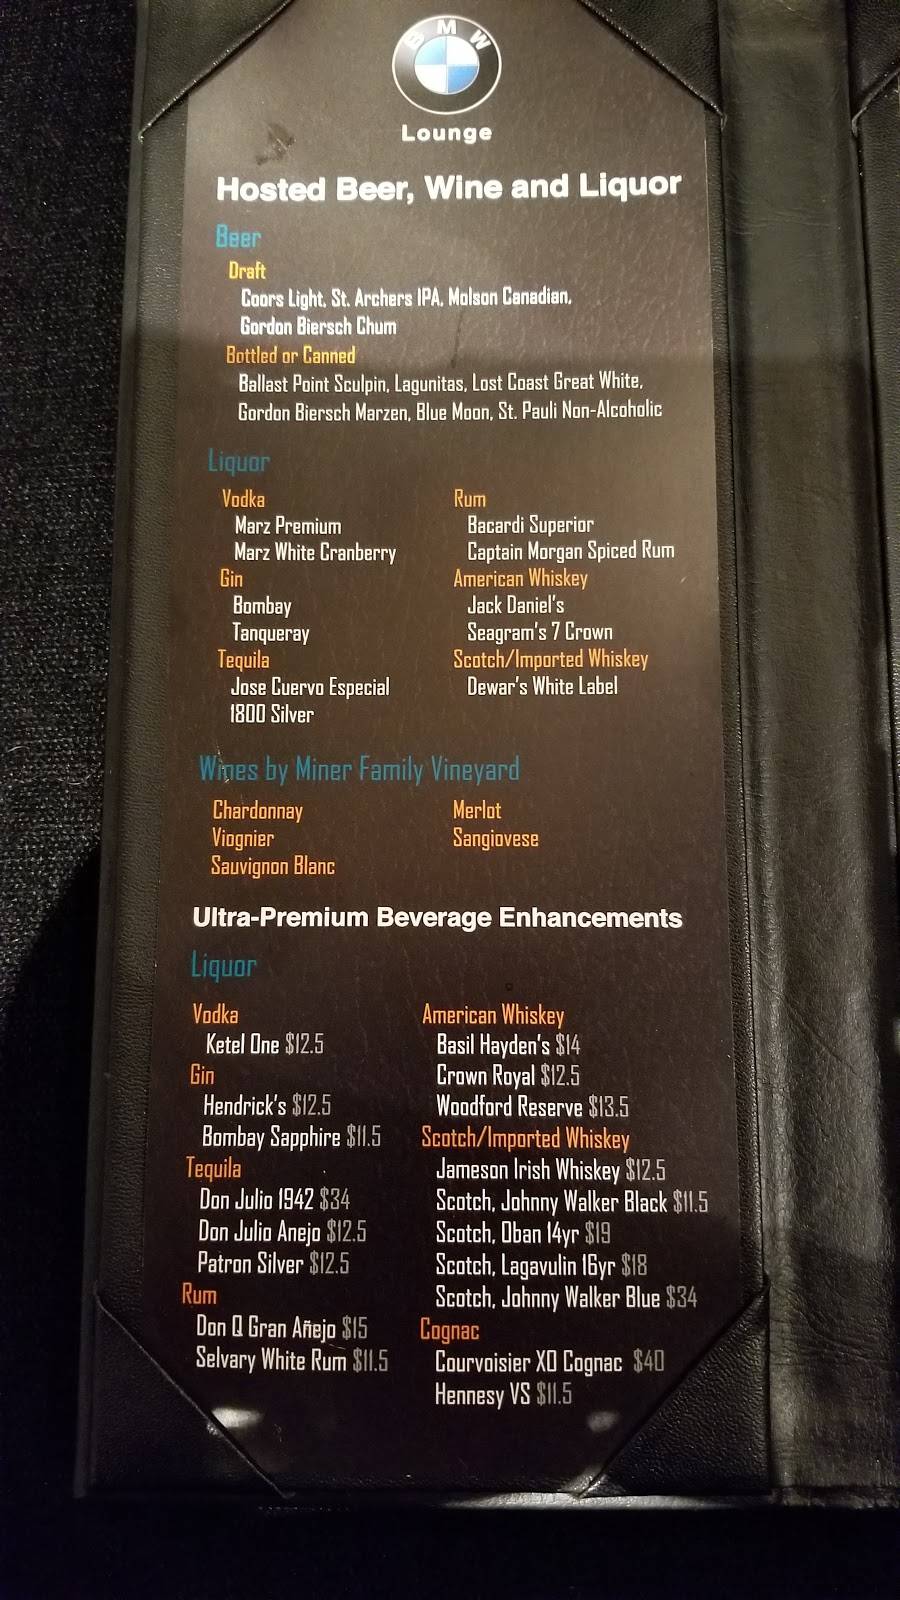 BMW
Lounge
Hosted Beer, Wine and Liquor
Beer
Draft
Coors Light, St. Archers IPA, Molson Canadian,
Gordon Biersch Chum
Bottled or Canned
Ballast Point Sculpin, Lagunitas, Lost Coast Great White,
Gordon Biersch Marzen, Blue Moon, St. Pauli Non-Alcoholic
Liquor
Vodka
Marz Premium
Marz White Cranberry
Gin
Bombay
Tanqueray
Tequila
Jose Cuervo Especial
1800 Silver
Rum
Bacardi Superior
Captain Morgan Spiced Rum
American Whiskey
Jack Daniel's
Seagram's 7 Crown
Scotch/Imported Whiskey
Dewar's White Label
Wines by Miner Family Vineyard
Chardonnay
Viognier
Sauvignon Blanc
Merlot
Sangiovese
Ultra-Premium Beverage Enhancements
Liquor
Vodka
Ketel One $12.5
Gin
Hendrick's $12.5
Bombay Sapphire $11.5
Tequila
Don Julio 1942 $34
Don Julio Anejo $12.5
Patron Silver $12.5
Rum
Don Q Gran Añejo $15
Selvary White Rum $11.5
American Whiskey
Basil Hayden's $14
Crown Royal $12.5
Woodford Reserve $13.5
Scotch/Imported Whiskey
Jameson Irish Whiskey $12.5
Scotch, Johnny Walker Black $11.5
Scotch, Oban 14yr $19
Scotch, Lagavulin 16yr $18
Scotch, Johnny Walker Blue $34
Cognac
Courvoisier XO Cognac $40
Hennesy VS $11.5